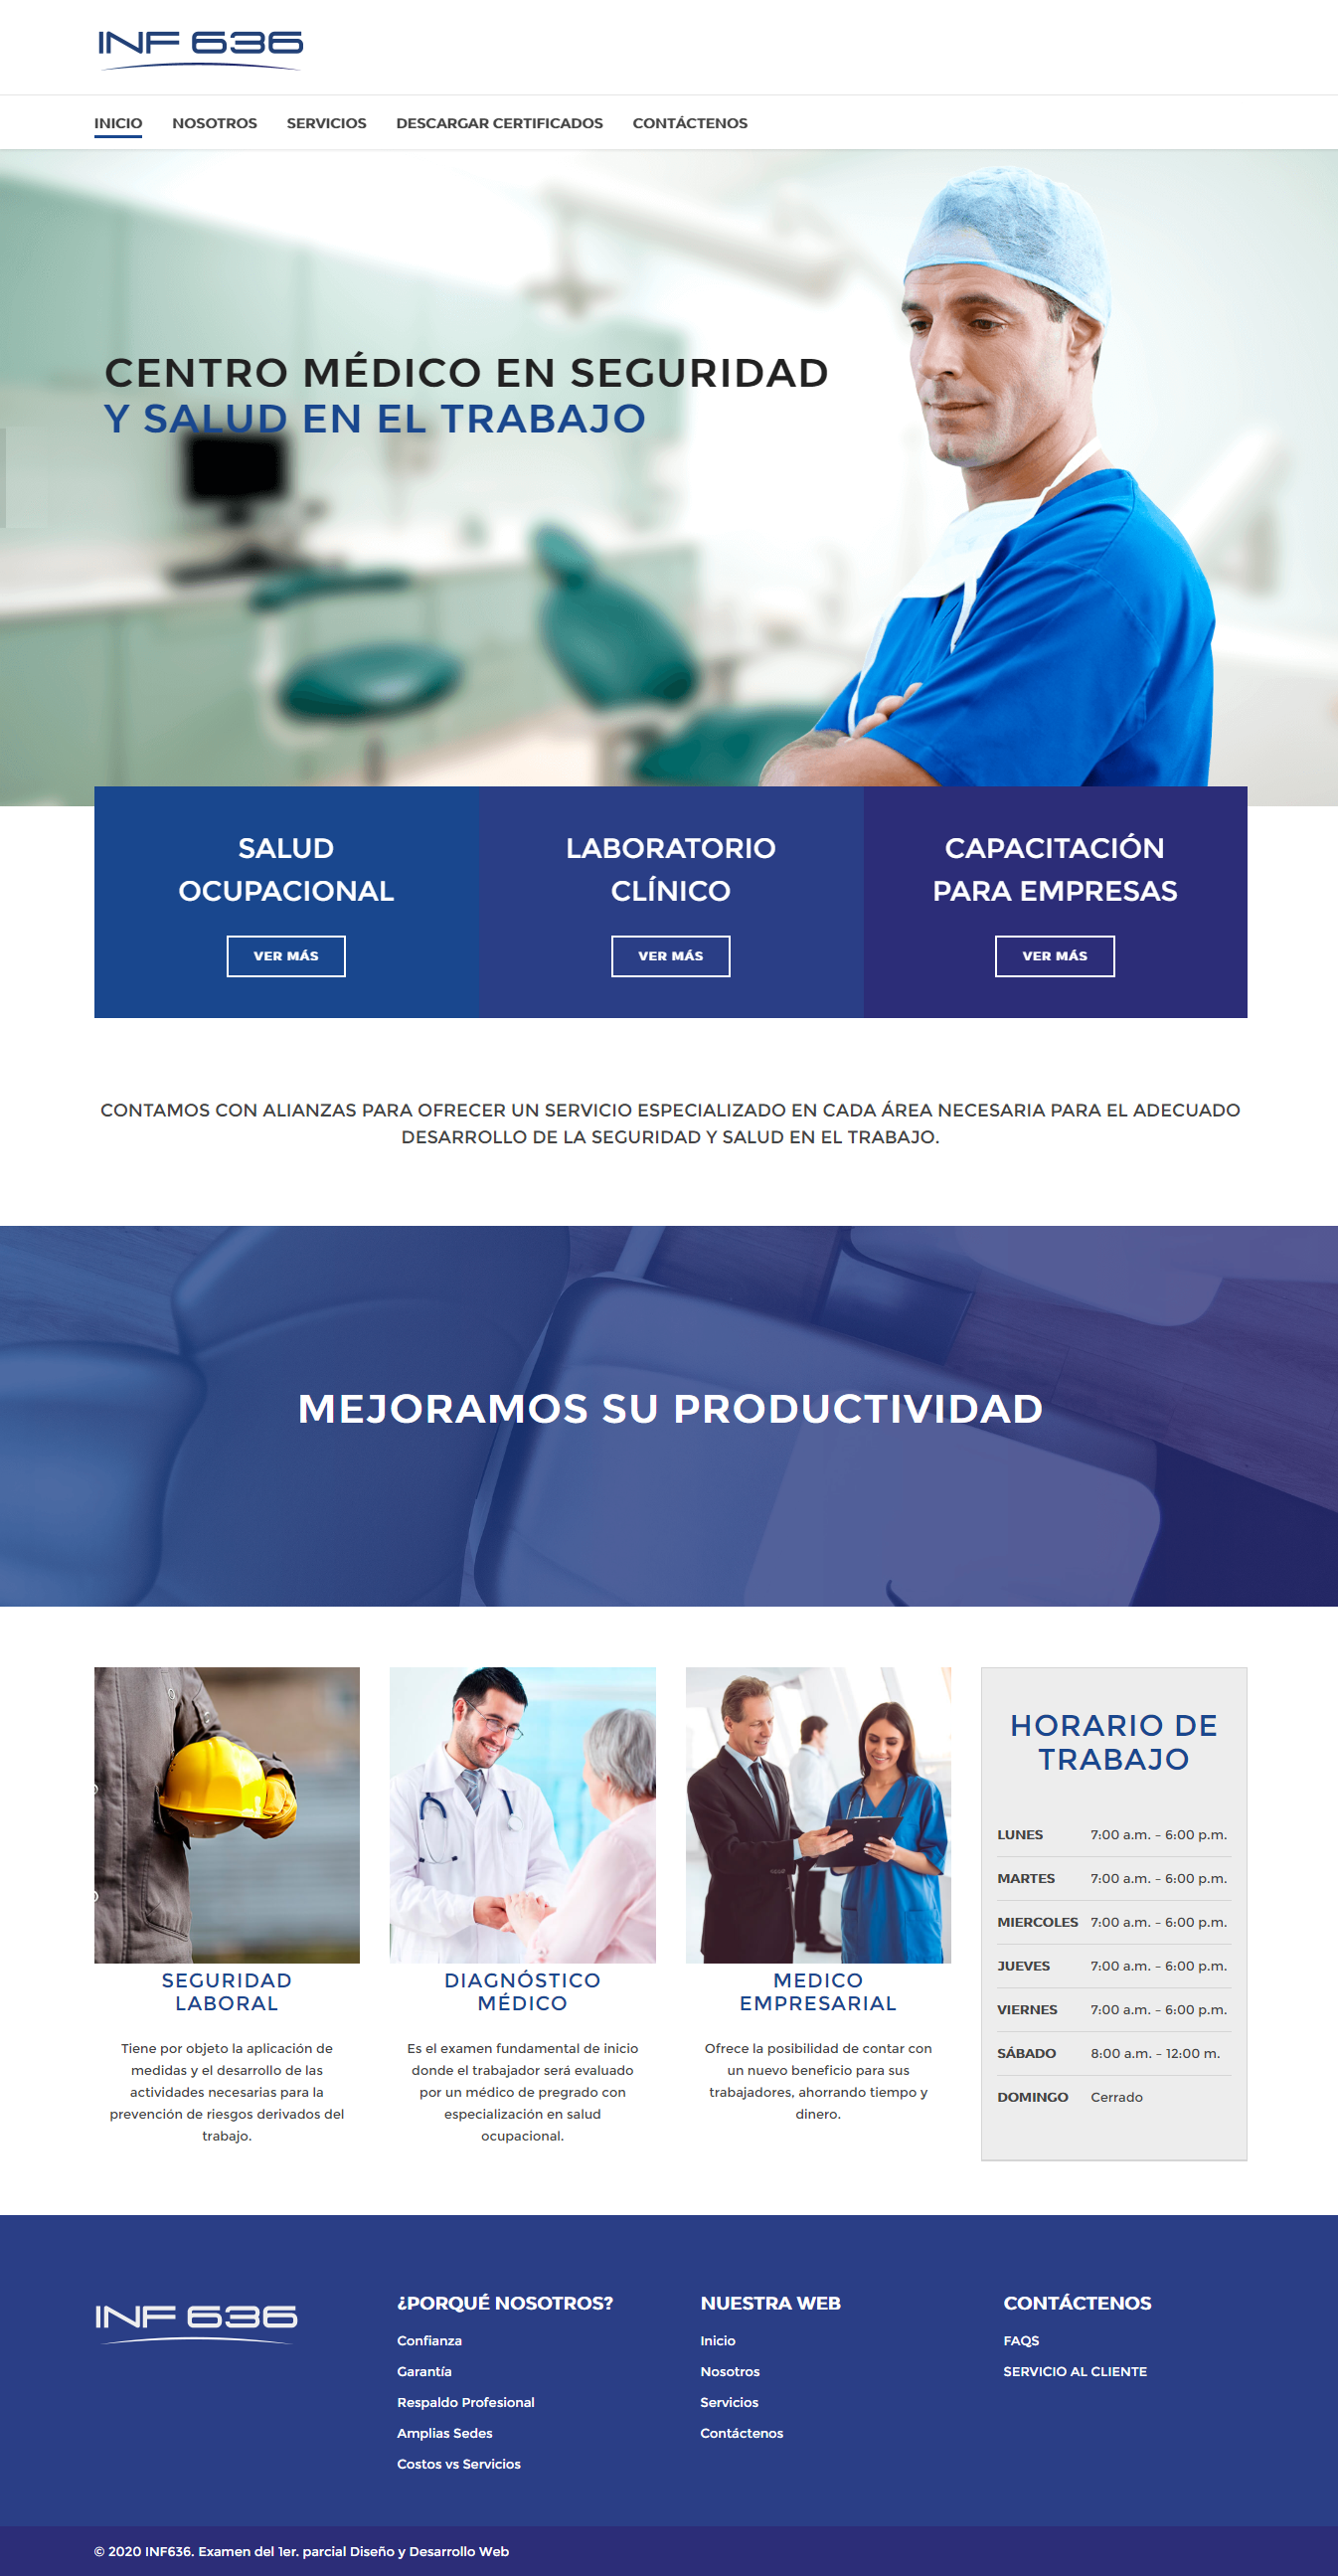 INF 636
INICIO NOSOTROS SERVICIOS DESCARGAR CERTIFICADOS CONTÁCTENOS
CENTRO MÉDICO EN SEGURIDAD
Y SALUD EN EL TRABAJO
SALUD
OCUPACIONAL
VER MÁS
LABORATORIO
CLÍNICO
VER MÁS
CAPACITACIÓN
PARA EMPRESAS
VER MÁS
CONTAMOS CON ALIANZAS PARA OFRECER UN SERVICIO ESPECIALIZADO EN CADA ÁREA NECESARIA PARA EL ADECUADO
DESARROLLO DE LA SEGURIDAD Y SALUD EN EL TRABAJO.
MEJORAMOS SU PRODUCTIVIDAD
SEGURIDAD
LABORAL
Tiene por objeto la aplicación de
medidas y el desarrollo de las
actividades necesarias para la
prevención de riesgos derivados del
trabajo.
DIAGNÓSTICO
MÉDICO
Es el examen fundamental de inicio
donde el trabajador será evaluado
por un médico de pregrado con
especialización en salud
ocupacional.
MEDICO
EMPRESARIAL
Ofrece la posibilidad de contar con
un nuevo beneficio para sus
trabajadores, ahorrando tiempo y
dinero.
HORARIO DE
TRABAJO
LUNES 7:00 a.m. – 6:00 p.m.
MARTES 7:00 a.m. – 6:00 p.m.
MIERCOLES 7:00 a.m. – 6:00 p.m.
JUEVES 7:00 a.m. – 6:00 p.m.
VIERNES 7:00 a.m. – 6:00 p.m.
SÁBADO 8:00 a.m. – 12:00 m.
DOMINGO Cerrado
INF 636
¿PORQUÉ NOSOTROS?
Confianza
Garantía
Respaldo Profesional
Amplias Sedes
Costos vs Servicios
NUESTRA WEB
Inicio
Nosotros
Servicios
Contáctenos
CONTÁCTENOS
FAQS
SERVICIO AL CLIENTE
© 2020 INF636. Examen del 1er. parcial Diseño y Desarrollo Web